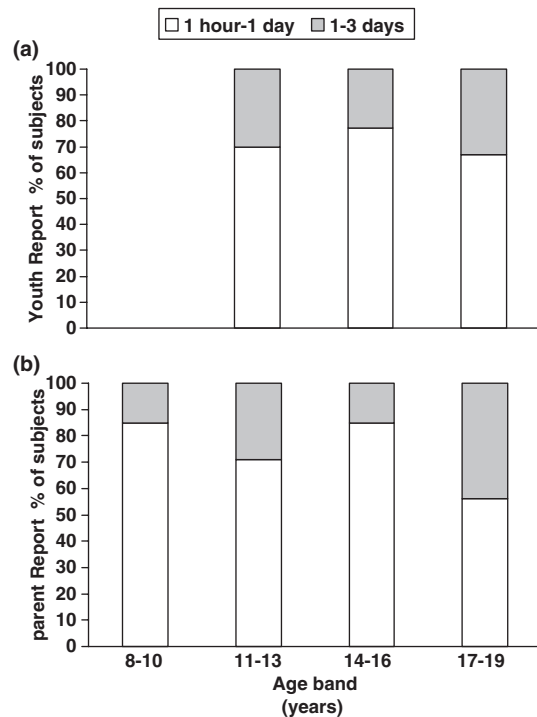 1 hour-1 day 1-3 days
(a)
Youth Report % of subjects
100
90
80
70
60
50
40
30
20
10
0
(b)
parent Report % of subjects
100
90
80
70
60
50
40
30
20
10
0
8-10 11-13 14-16 17-19
Age band
(years)